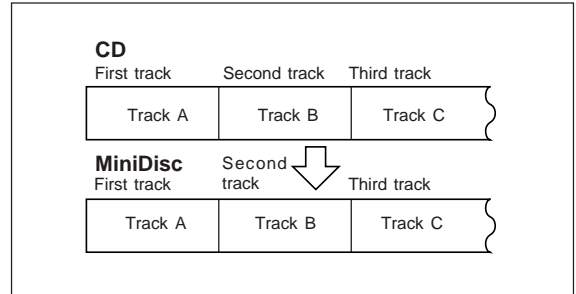 CD
First track Second track Third track
Track A Track B Track C
MiniDisc Second
First track track Third track
Track A Track B Track C